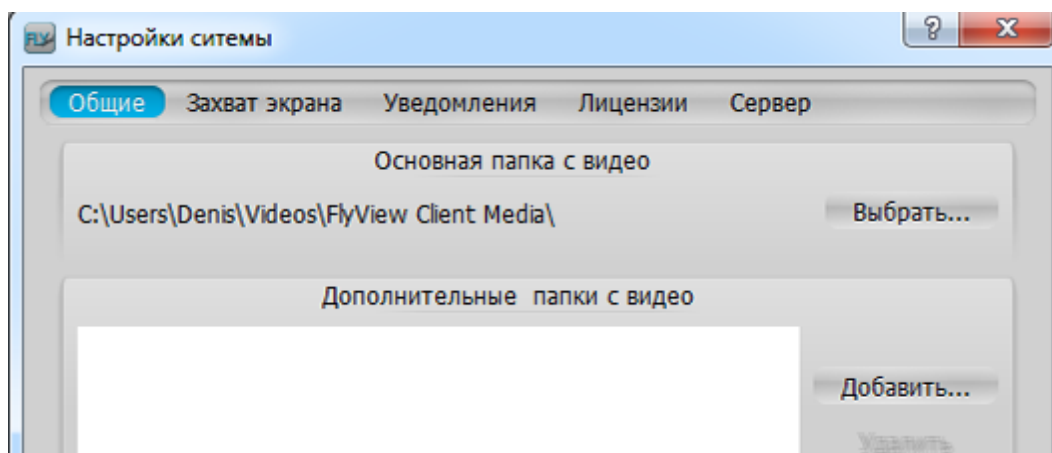 FLY Настройки ситемы
Общие Захват экрана Уведомления Лицензии Сервер
Основная папка с видео
C:\Users\Denis\Videos\FlyView Client Media\ Выбрать...
Дополнительные папки с видео
Добавить...
Удалить